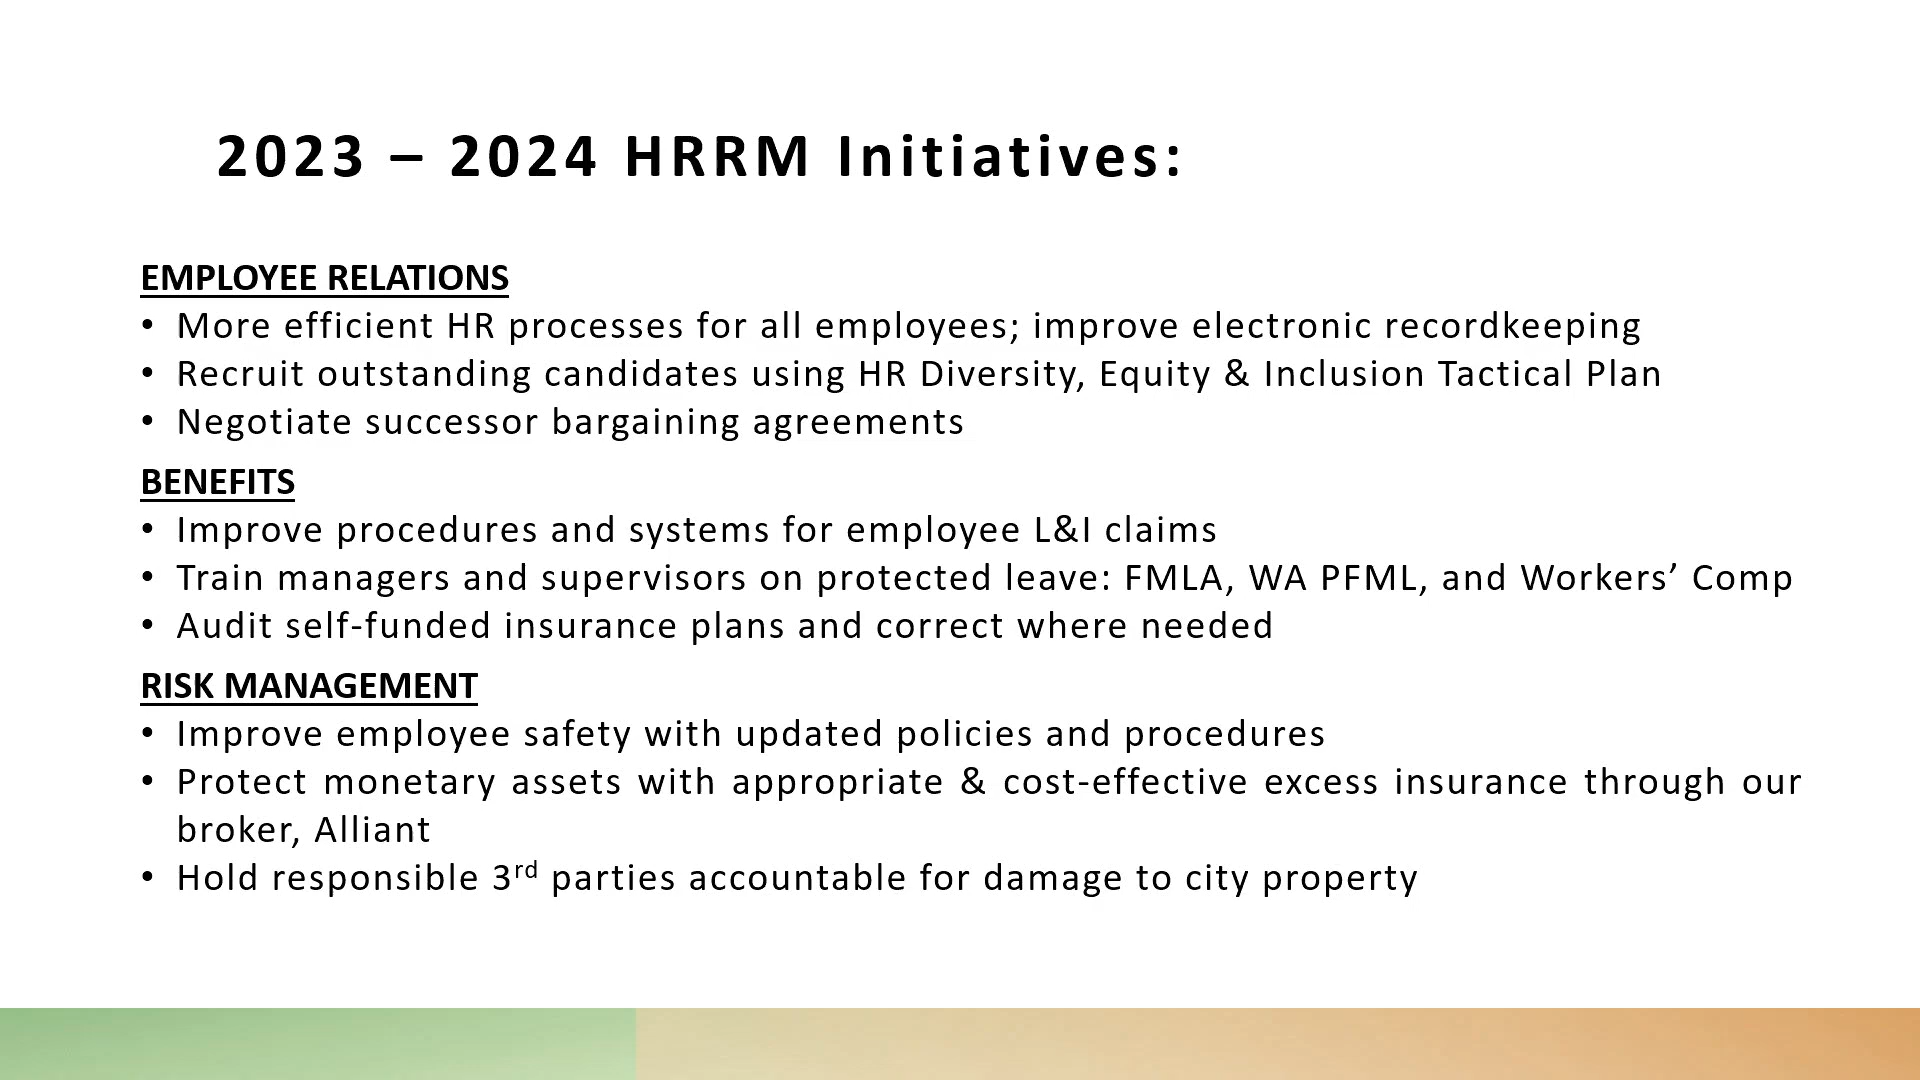 2023 – 2024 HRRM Initiatives:
EMPLOYEE RELATIONS
• More efficient HR processes for all employees; improve electronic recordkeeping
• Recruit outstanding candidates using HR Diversity, Equity & Inclusion Tactical Plan
• Negotiate successor bargaining agreements
BENEFITS
• Improve procedures and systems for employee L&I claims
• Train managers and supervisors on protected leave: FMLA, WA PFML, and Workers’ Comp
• Audit self-funded insurance plans and correct where needed
RISK MANAGEMENT
• Improve employee safety with updated policies and procedures
• Protect monetary assets with appropriate & cost-effective excess insurance through our
broker, Alliant
• Hold responsible 3rd parties accountable for damage to city property